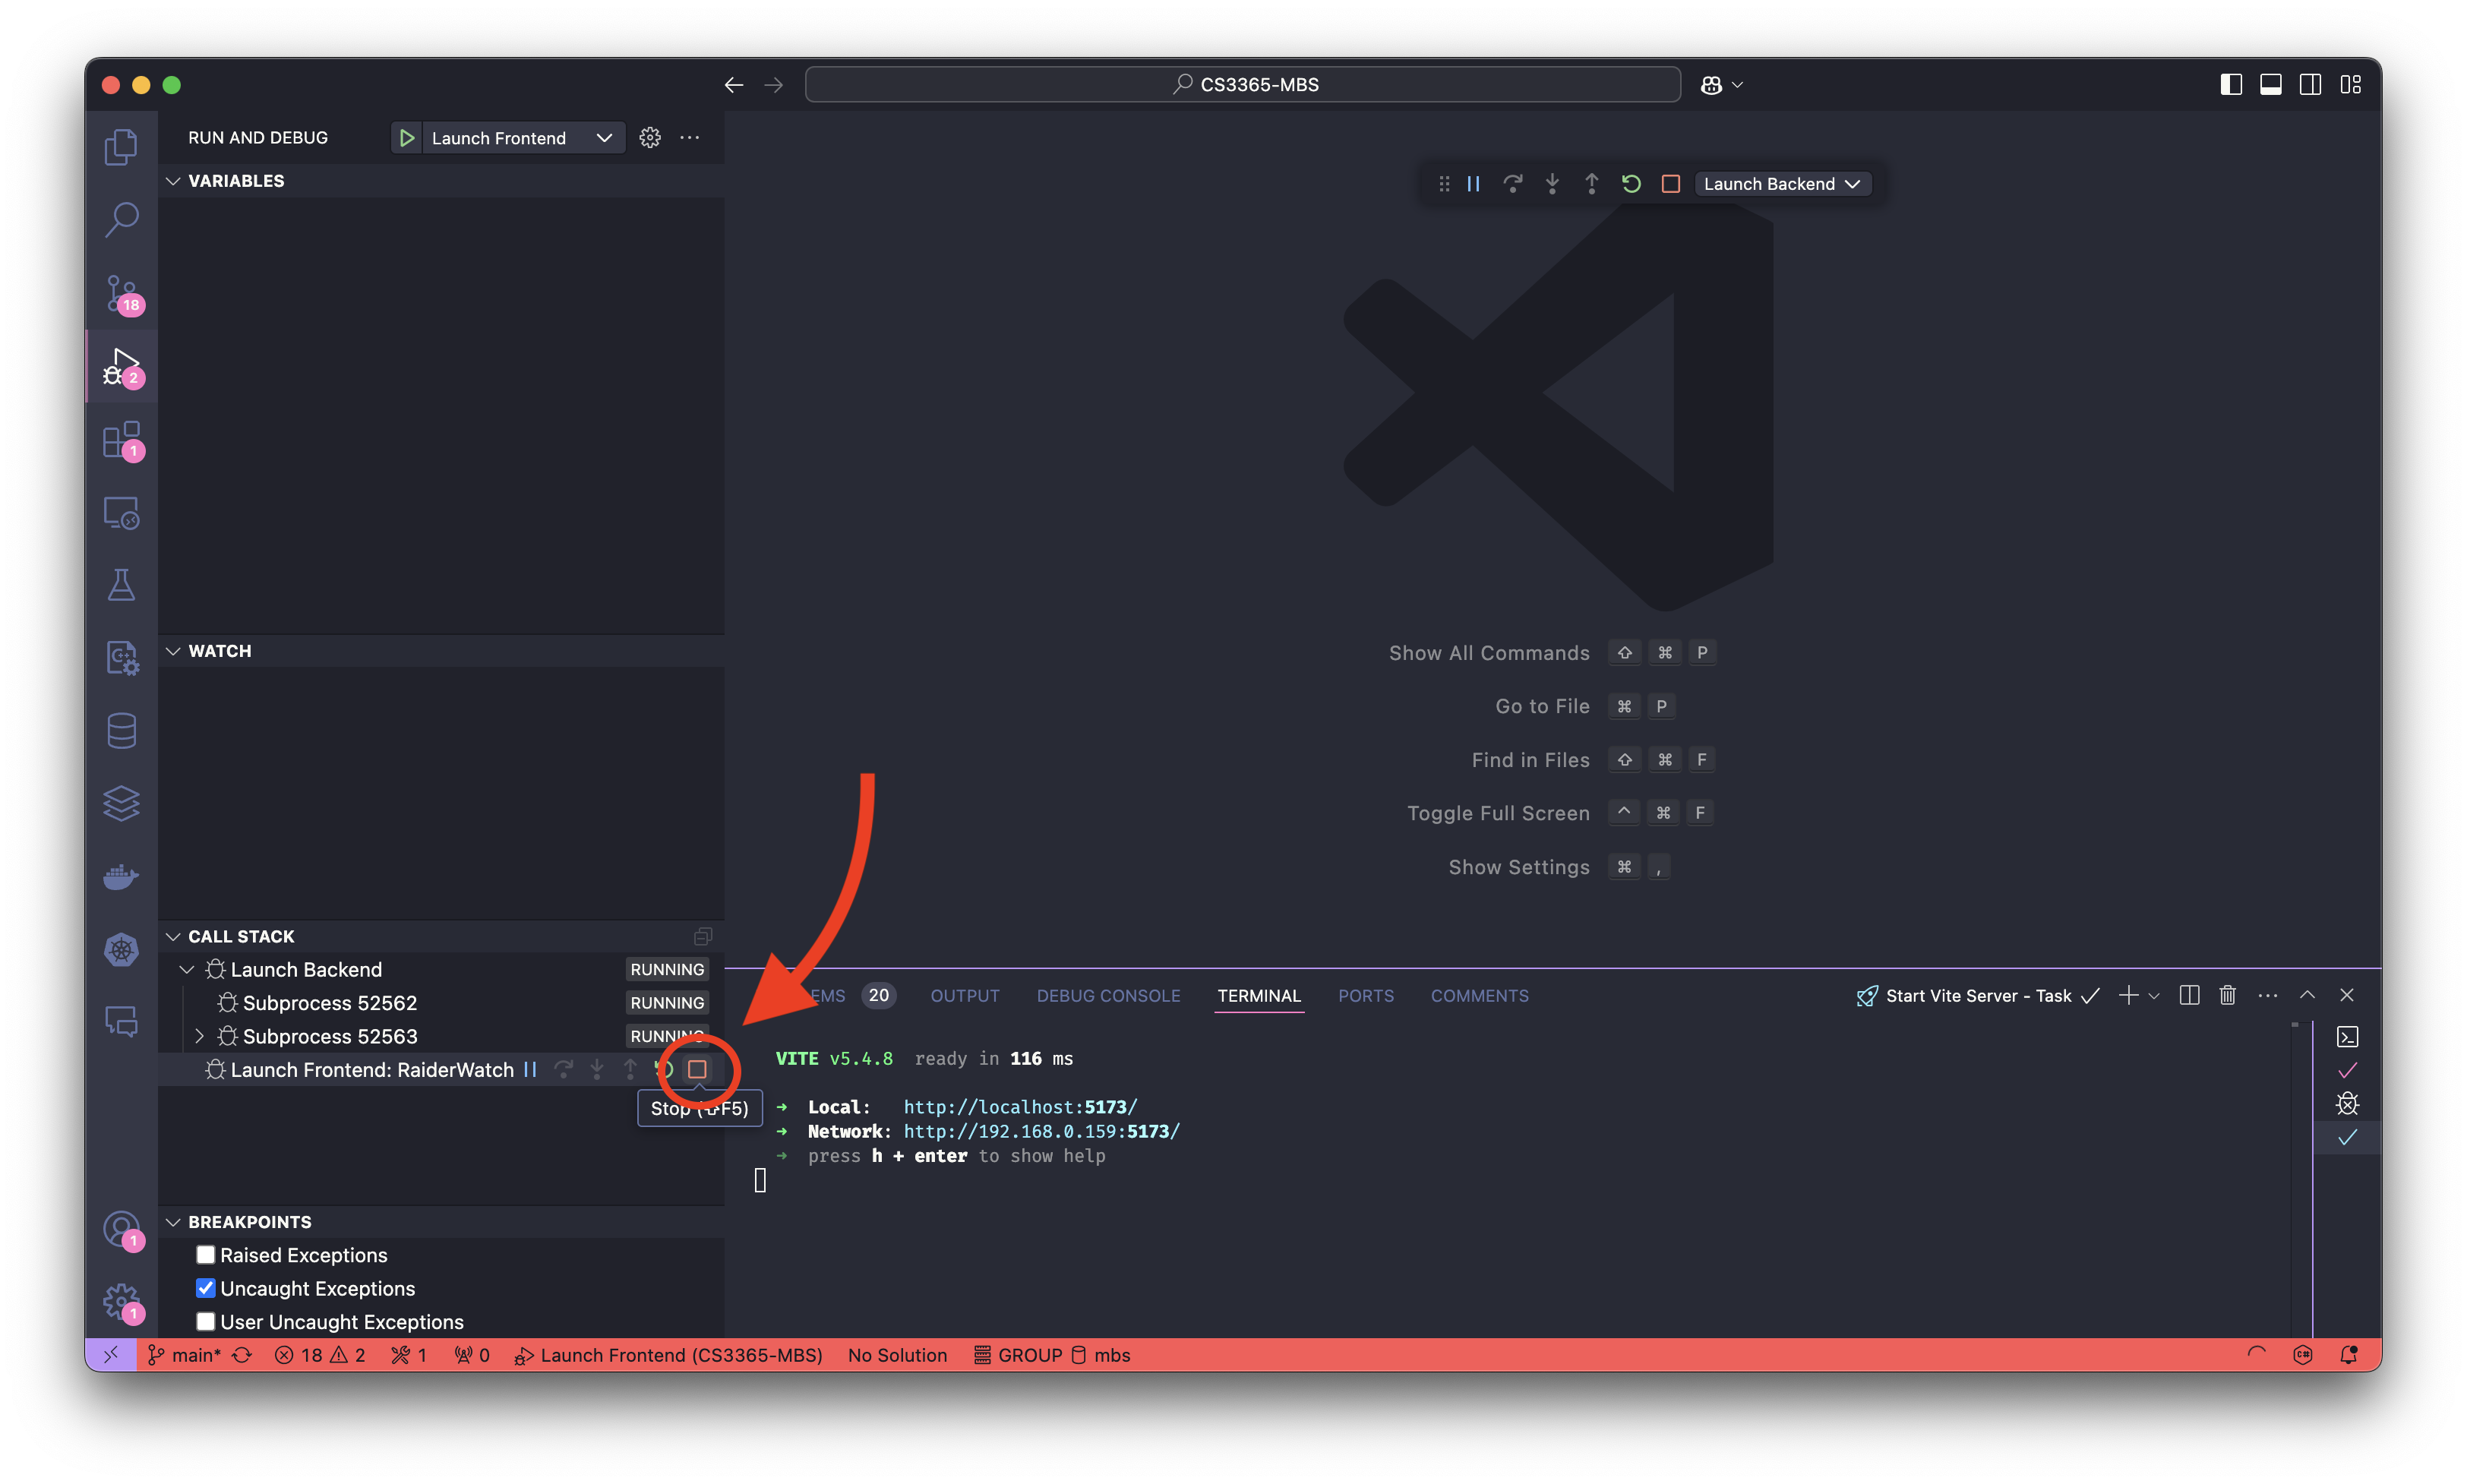 CS3365-MBS
RUN AND DEBUG
Launch Frontend
VARIABLES
Launch Backend
18
2
1
WATCH
Show All Commands ⇧ ⌘ P
Go to File ⌘ P
Find in Files ⇧ ⌘ F
Toggle Full Screen ^ ⌘ F
Show Settings ⌘ ,
CALL STACK
Launch Backend RUNNING
Subprocess 52562 RUNNING
Subprocess 52563 RUNNING
Launch Frontend: RaiderWatch
Stop (⇧F5)
EMS 20 OUTPUT DEBUG CONSOLE TERMINAL PORTS COMMENTS
Start Vite Server - Task
VITE v5.4.8 ready in 116 ms
➜ Local: http://localhost:5173/
➜ Network: http://192.168.0.159:5173/
➜ press h + enter to show help
BREAKPOINTS
Raised Exceptions
Uncaught Exceptions
User Uncaught Exceptions
1
1
main* 18 2 1 0 Launch Frontend (CS3365-MBS) No Solution GROUP mbs